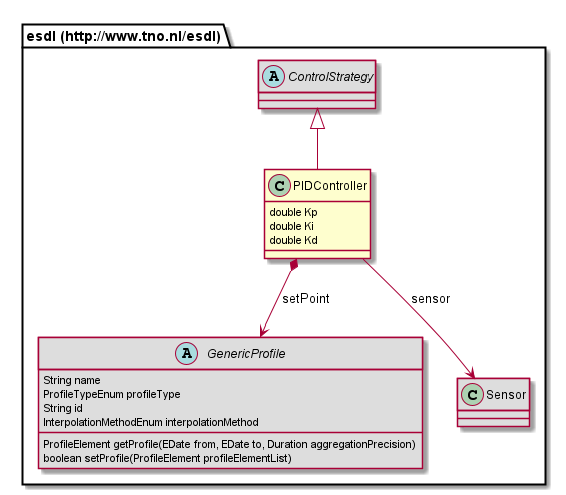 esdl (http://www.tno.nl/esdl)
A ControlStrategy
C PIDController
double Kp
double Ki
double Kd
setPoint
sensor
A GenericProfile
String name
ProfileTypeEnum profileType
String id
InterpolationMethodEnum interpolationMethod
ProfileElement getProfile(EDate from, EDate to, Duration aggregationPrecision)
boolean setProfile(ProfileElement profileElementList)
C Sensor